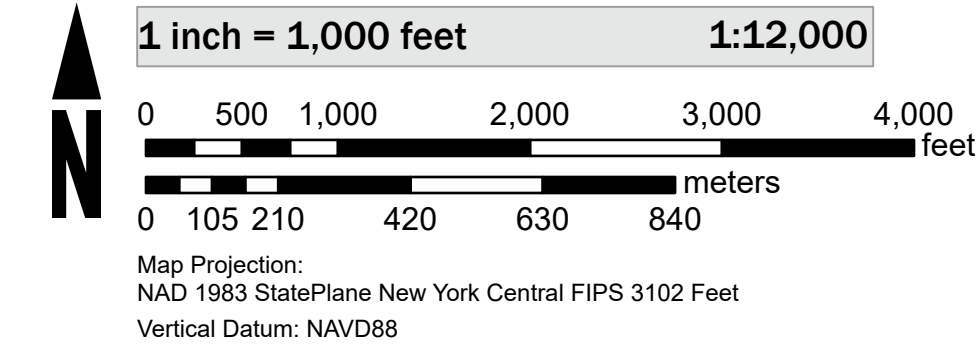 1 inch = 1,000 feet 1:12,000
0 500 1,000 2,000 3,000 4,000
feet
meters
0 105 210 420 630 840
N
Map Projection:
NAD 1983 StatePlane New York Central FIPS 3102 Feet
Vertical Datum: NAVD88